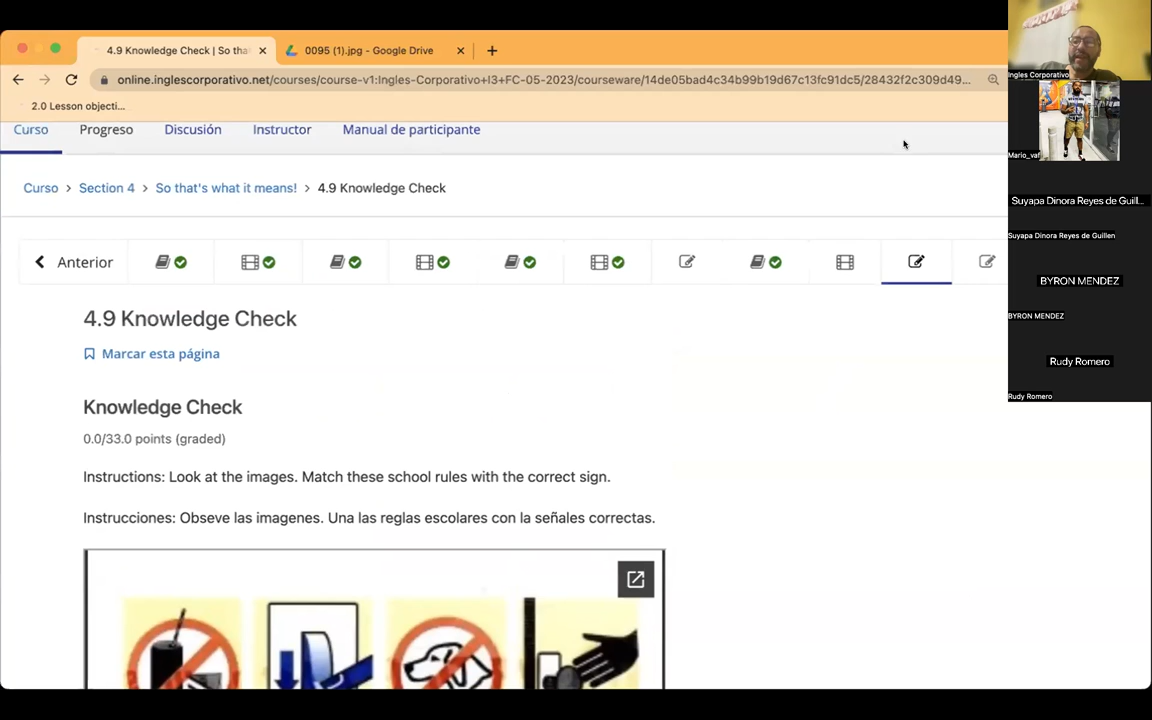 4.9 Knowledge Check | So tha
0095 (1).jpg - Google Drive
online.inglescorporativo.net/courses/course-v1:Ingles-Corporativo+I3+FC-05-2023/courseware/14de05bad4c34b99b19d67c13fc91dc5/28432f2c309d49...
2.0 Lesson objecti...
Curso Progreso Discusión Instructor Manual de participante
Curso > Section 4 > So that's what it means! > 4.9 Knowledge Check
Anterior
4.9 Knowledge Check
Marcar esta página
Knowledge Check
0.0/33.0 points (graded)
Instructions: Look at the images. Match these school rules with the correct sign.
Instrucciones: Obseve las imagenes. Una las reglas escolares con la señales correctas.
Ingles Corporativo
Mario_vaf
Suyapa Dinora Reyes de Guill...
Suyapa Dinora Reyes de Guillen
BYRON MENDEZ
BYRON MENDEZ
Rudy Romero
Rudy Romero